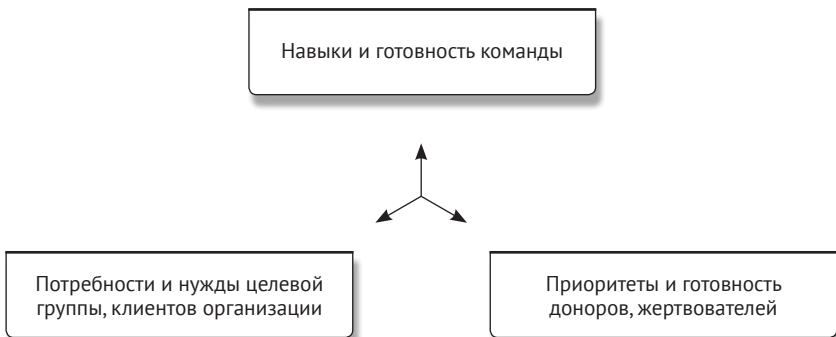 Навыки и готовность команды
Потребности и нужды целевой
группы, клиентов организации
Приоритеты и готовность
доноров, жертвователей